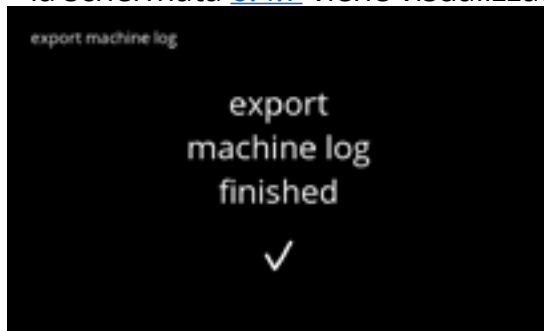 la schermata viene visualizza
export machine log
export
machine log
finished